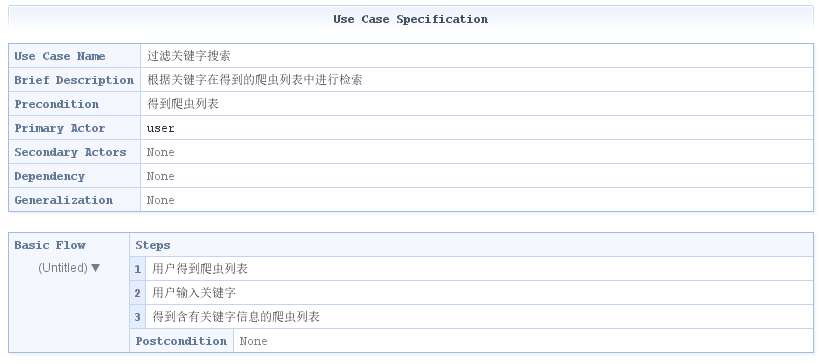 Use Case Specification
Use Case Name 过滤关键字搜索
Brief Description 根据关键字在得到的爬虫列表中进行检索
Precondition 得到爬虫列表
Primary Actor user
Secondary Actors None
Dependency None
Generalization None
Basic Flow Steps
(Untitled) ▼ 1 用户得到爬虫列表
2 用户输入关键字
3 得到含有关键字信息的爬虫列表
Postcondition None